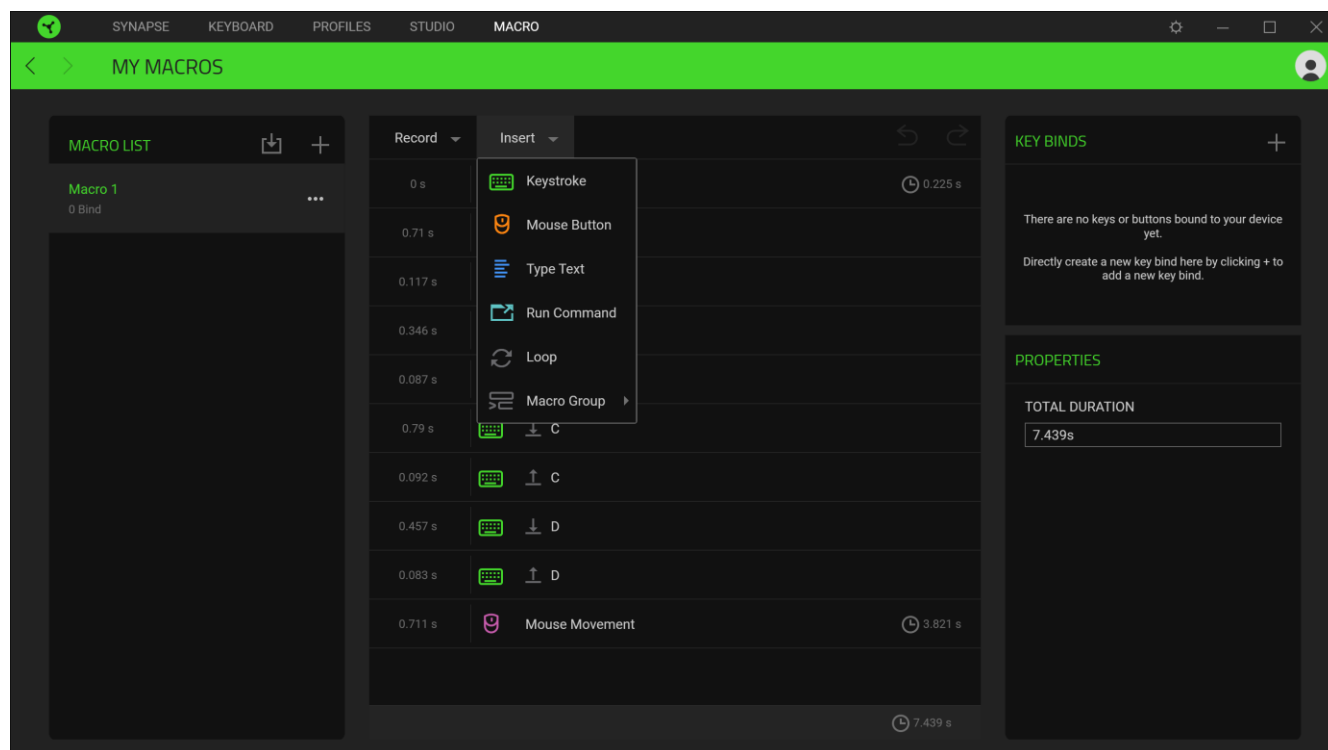 SYNAPSE KEYBOARD PROFILES STUDIO MACRO
MY MACROS
MACRO LIST
Macro 1
0 Bind
Record Insert
0 s 0.225 s
Keystroke
Mouse Button
0.71 s
Type Text
0.117 s
Run Command
0.346 s
Loop
0.087 s
Macro Group
0.79 s C
0.092 s C
0.457 s D
0.083 s D
0.711 s Mouse Movement 3.821 s
7.439 s
KEY BINDS
There are no keys or buttons bound to your device
yet.
Directly create a new key bind here by clicking + to
add a new key bind.
PROPERTIES
TOTAL DURATION
7.439s